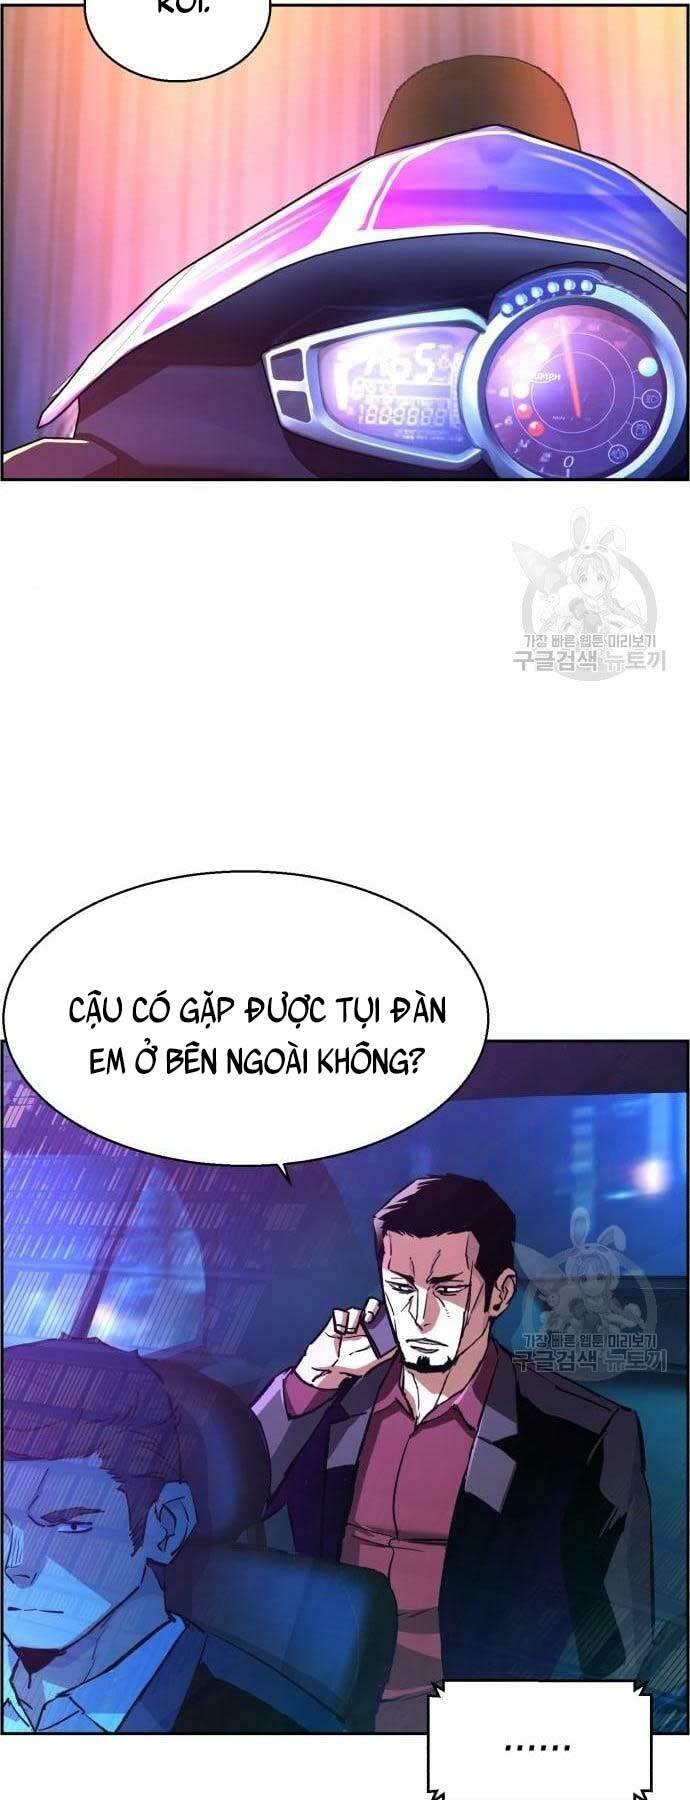 RỒI.
UMPH
가장 빠른 웹툰 미리보기
구글검색 뉴토끼
CẬU CÓ GẶP ĐƯỢC TỤI ĐÀN
EM Ở BÊN NGOÀI KHÔNG?
가장 빠른 웹툰 미리보기
구글검색 뉴토끼
......